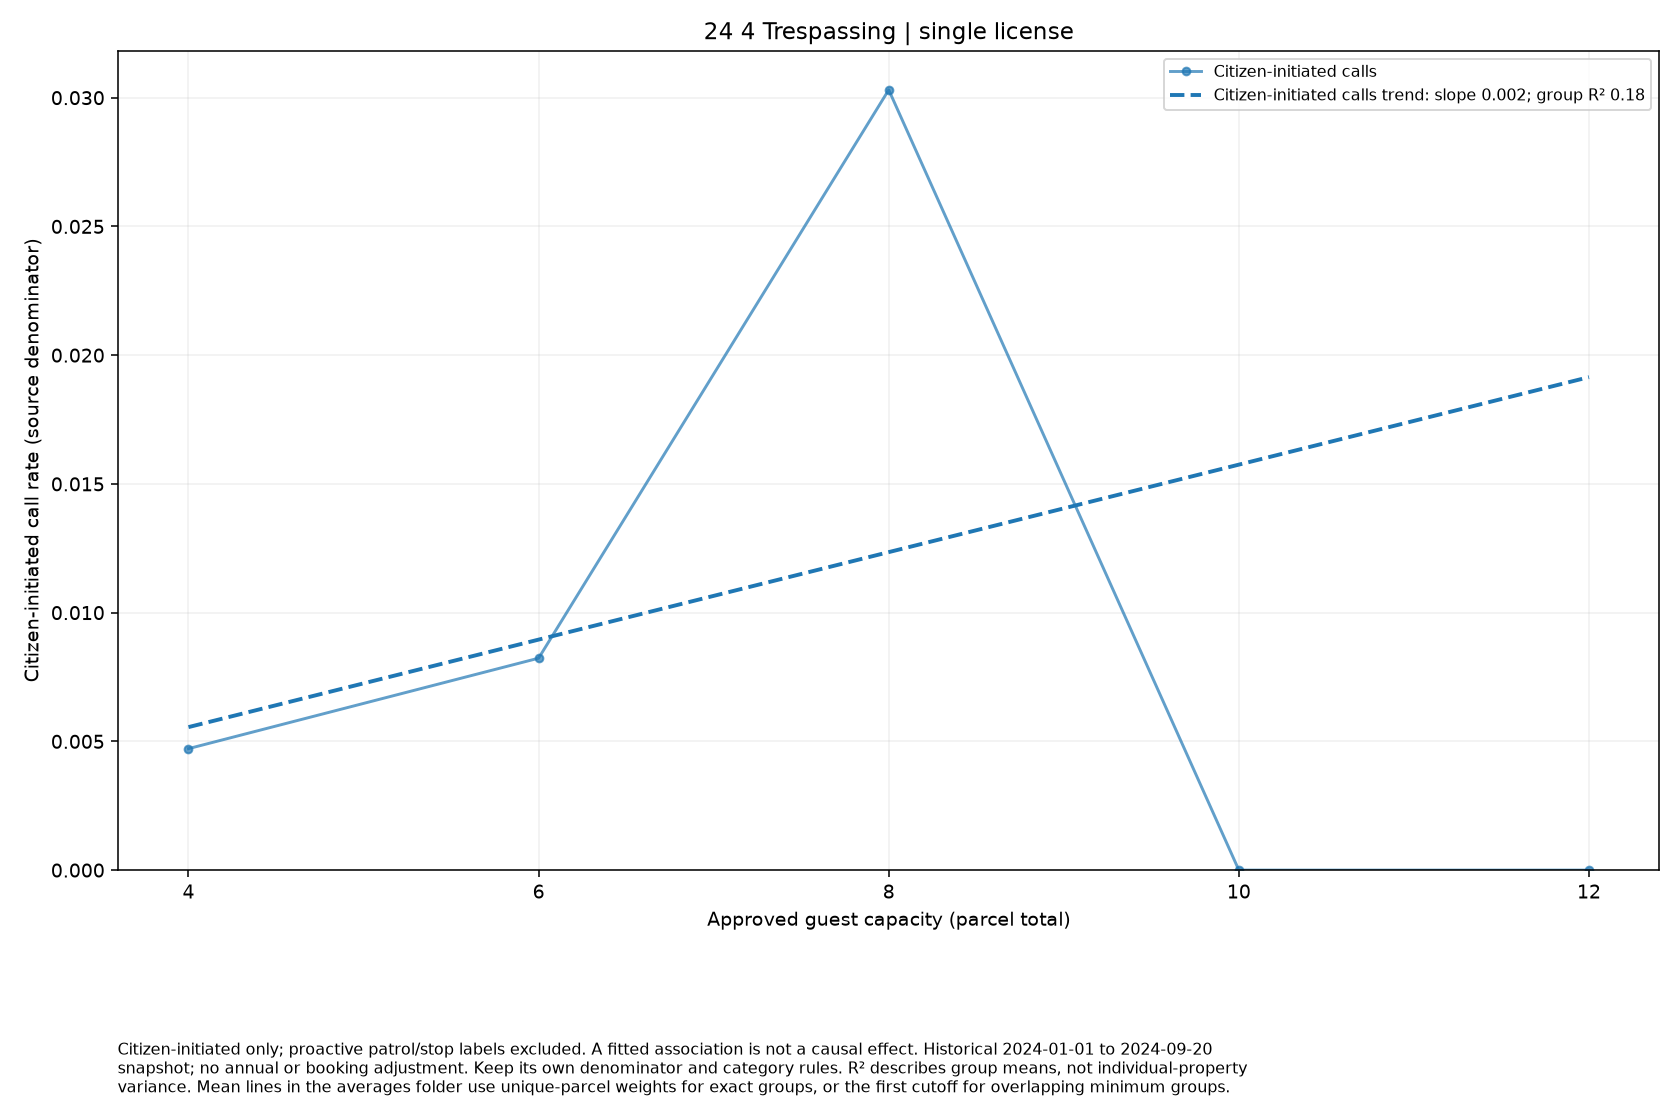 24 4 Trespassing | single license
Citizen-initiated calls
Citizen-initiated calls trend: slope 0.002; group R² 0.18
Citizen-initiated call rate (source denominator)
0.030
0.025
0.020
0.015
0.010
0.005
0.000
4 6 8 10 12
Approved guest capacity (parcel total)
Citizen-initiated only; proactive patrol/stop labels excluded. A fitted association is not a causal effect. Historical 2024-01-01 to 2024-09-20
snapshot; no annual or booking adjustment. Keep its own denominator and category rules. R² describes group means, not individual-property
variance. Mean lines in the averages folder use unique-parcel weights for exact groups, or the first cutoff for overlapping minimum groups.